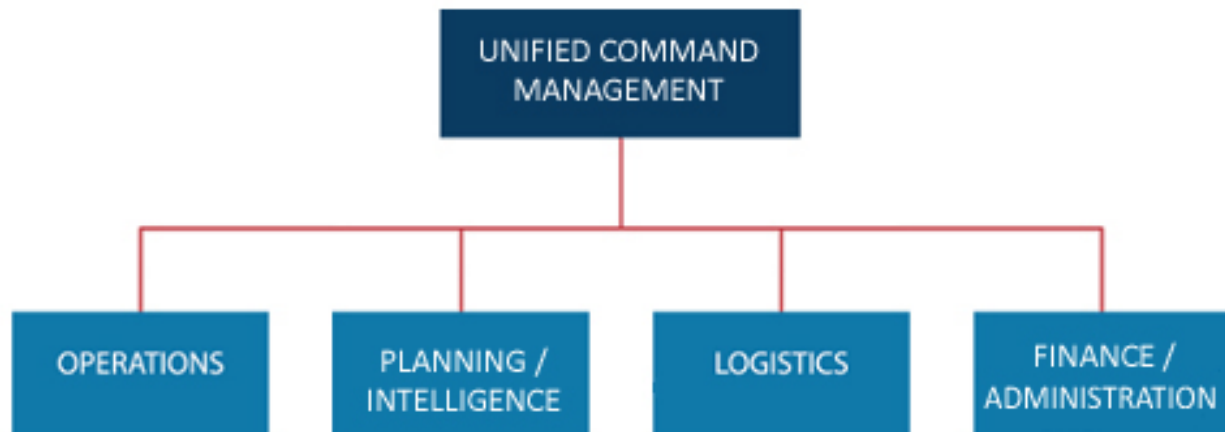 UNIFIED COMMAND
MANAGEMENT
OPERATIONS
PLANNING /
INTELLIGENCE
LOGISTICS
FINANCE /
ADMINISTRATION